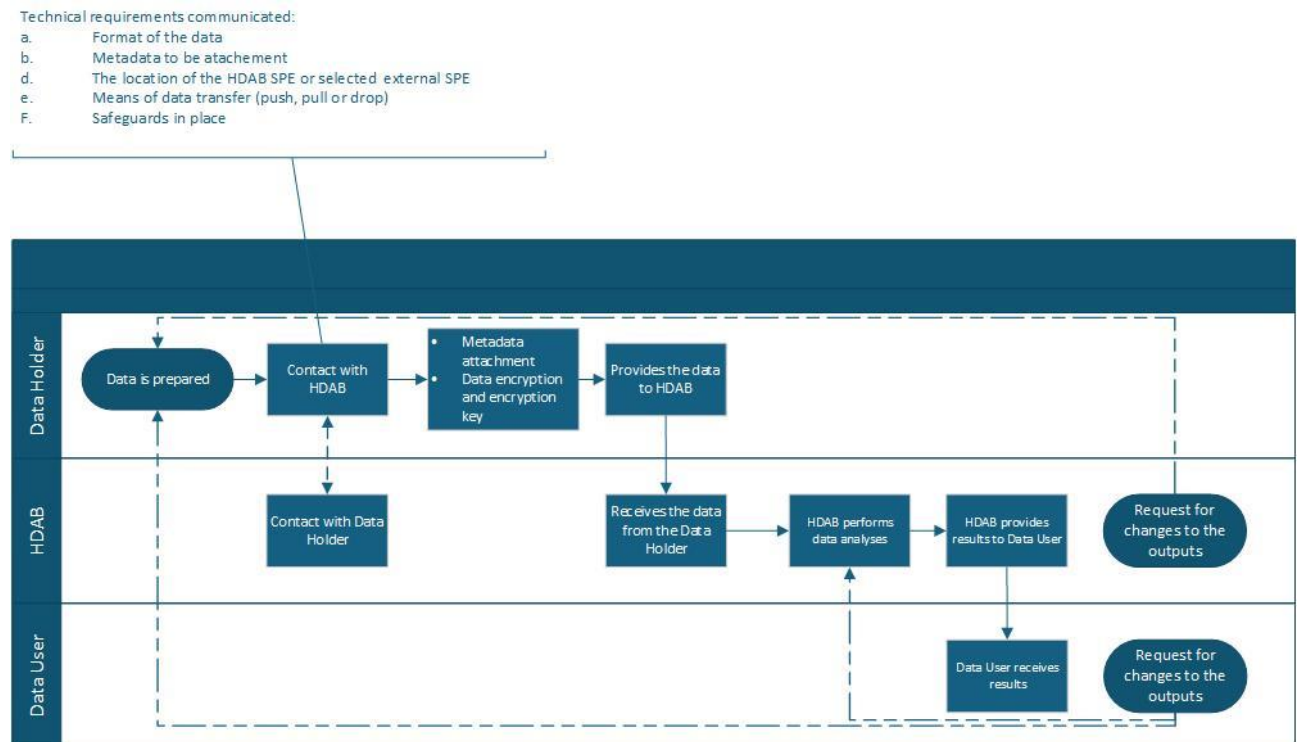 Technical requirements communicated:
a. Format of the data
b. Metadata to be atachement
d. The location of the HDAB SPE or selected external SPE
e. Means of data transfer (push, pull or drop)
F. Safeguards in place
Data Holder
Data is prepared
Contact with
HDAB
• Metadata
attachment
• Data encryption
and encryption
key
Provides the data
to HDAB
HDAB
Contact with Data
Holder
Receives the data
from the Data
Holder
HDAB performs
data analyses
HDAB provides
results to Data User
Request for
changes to the
outputs
Data User
Data User receives
results
Request for
changes to the
outputs